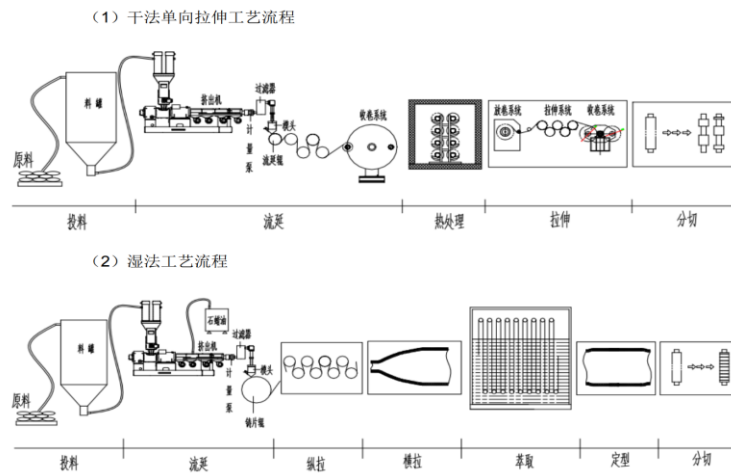 （1）干法单向拉伸工艺流程
料罐
挤出机
过滤器
模头
计量泵
流延辊
收卷系统
放卷系统 拉伸系统 收卷系统
原料
投料 流延 热处理 拉伸 分切
（2）湿法工艺流程
料罐
石蜡油
挤出机
过滤器
模头
计量泵
铸片辊
原料
投料 流延 纵拉 横拉 萃取 定型 分切